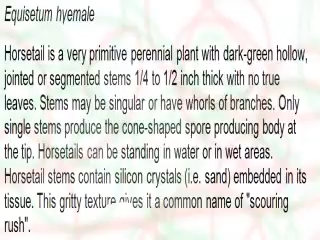 Equisetum hyemale
Horsetail is a very primitive perennial plant with dark-green hollow,
jointed or segmented stems 1/4 to 1/2 inch thick with no true
leaves. Stems may be singular or have whorls of branches. Only
single stems produce the cone-shaped spore producing body at
the tip. Horsetails can be standing in water or in wet areas.
Horsetail stems contain silicon crystals (i.e. sand) embedded in its
tissue. This gritty texture gives it a common name of "scouring
rush".